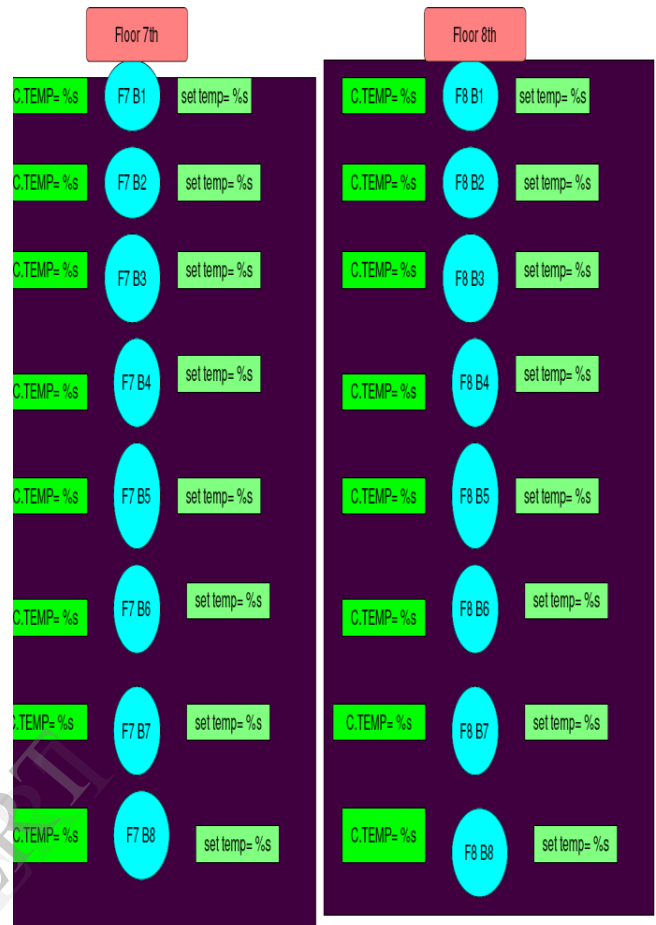 Floor 7th
Floor 8th
C.TEMP= %s F7 B1 set temp= %s
C.TEMP= %s F8 B1 set temp= %s
C.TEMP= %s F7 B2 set temp= %s
C.TEMP= %s F8 B2 set temp= %s
C.TEMP= %s F7 B3 set temp= %s
C.TEMP= %s F8 B3 set temp= %s
C.TEMP= %s F7 B4 set temp= %s
C.TEMP= %s F8 B4 set temp= %s
C.TEMP= %s F7 B5 set temp= %s
C.TEMP= %s F8 B5 set temp= %s
C.TEMP= %s F7 B6 set temp= %s
C.TEMP= %s F8 B6 set temp= %s
C.TEMP= %s F7 B7 set temp= %s
C.TEMP= %s F8 B7 set temp= %s
C.TEMP= %s F7 B8 set temp= %s
C.TEMP= %s F8 B8 set temp= %s